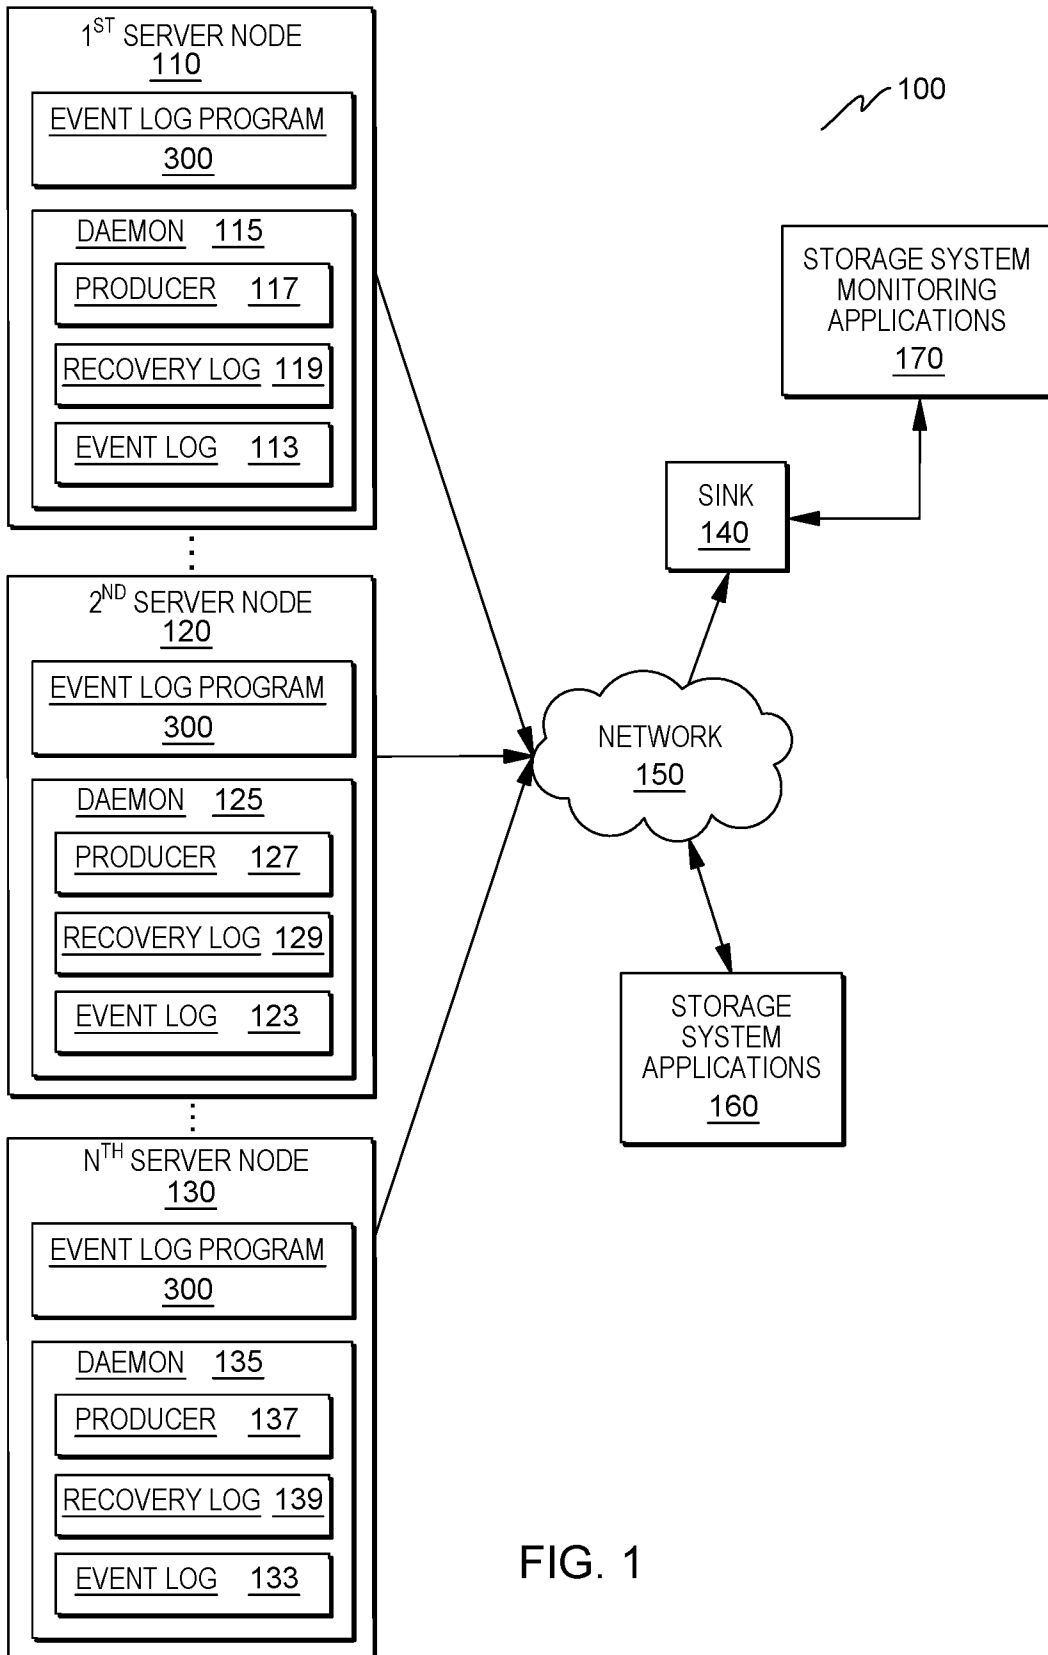 1ST SERVER NODE
110
EVENT LOG PROGRAM
300
DAEMON 115
PRODUCER 117
RECOVERY LOG 119
EVENT LOG 113
2ND SERVER NODE
120
EVENT LOG PROGRAM
300
DAEMON 125
PRODUCER 127
RECOVERY LOG 129
EVENT LOG 123
NTH SERVER NODE
130
EVENT LOG PROGRAM
300
DAEMON 135
PRODUCER 137
RECOVERY LOG 139
EVENT LOG 133
100
STORAGE SYSTEM
MONITORING
APPLICATIONS
170
SINK
140
NETWORK
150
STORAGE
SYSTEM
APPLICATIONS
160
FIG. 1